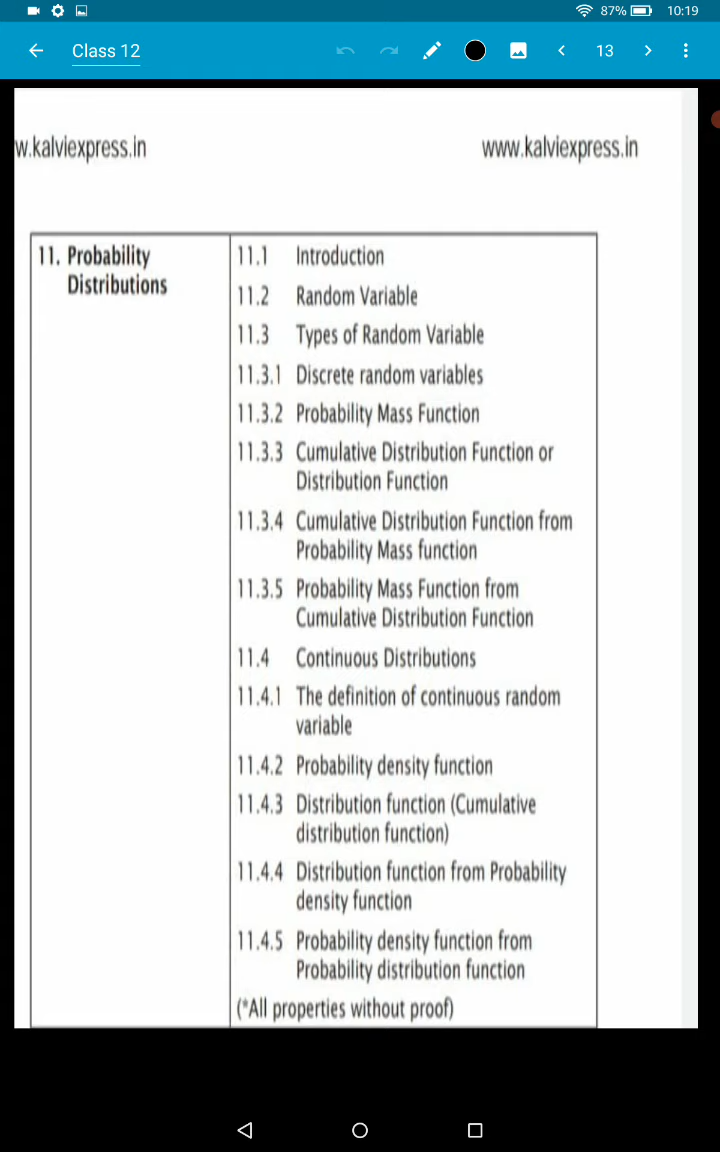 87% 10:19
Class 12 13
w.kalviexpress.in www.kalviexpress.in
11. Probability
Distributions
11.1 Introduction
11.2 Random Variable
11.3 Types of Random Variable
11.3.1 Discrete random variables
11.3.2 Probability Mass Function
11.3.3 Cumulative Distribution Function or
Distribution Function
11.3.4 Cumulative Distribution Function from
Probability Mass function
11.3.5 Probability Mass Function from
Cumulative Distribution Function
11.4 Continuous Distributions
11.4.1 The definition of continuous random
variable
11.4.2 Probability density function
11.4.3 Distribution function (Cumulative
distribution function)
11.4.4 Distribution function from Probability
density function
11.4.5 Probability density function from
Probability distribution function
(*All properties without proof)